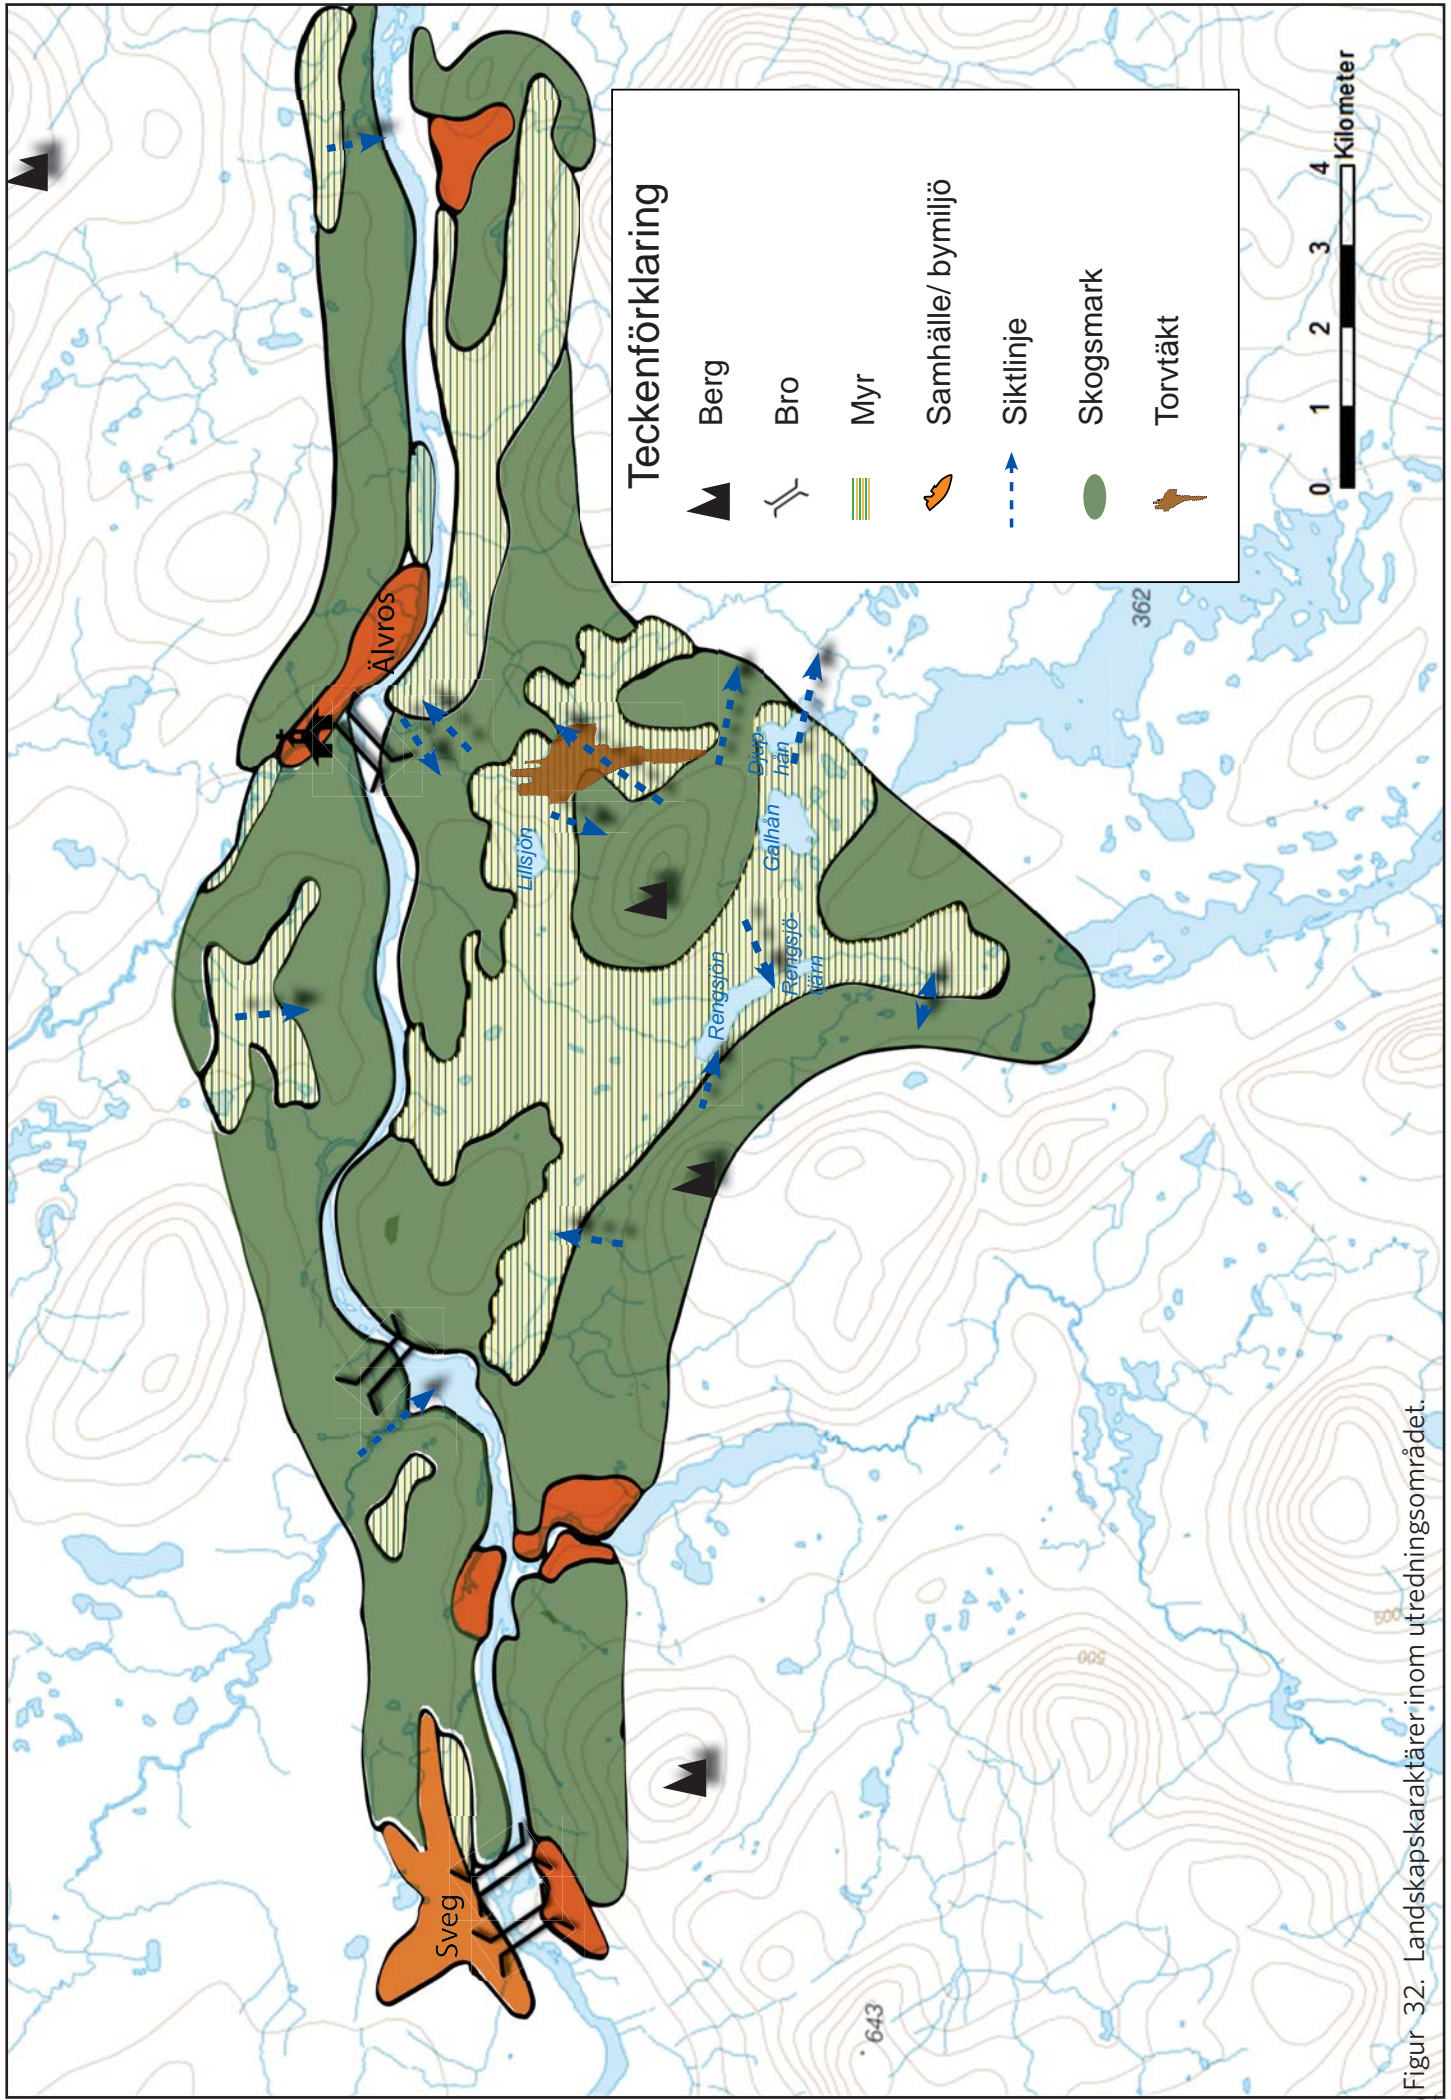 Sveg
Älvros
Lillsjön
Rengsjön
Rengsjö-
tjärn
Galhån
Djup-
hån
362
643
500
500
Teckenförklaring
Berg
Bro
Myr
Samhälle/ bymiljö
Siktlinje
Skogsmark
Torvtäkt
0 1 2 3 4 Kilometer
Figur 32. Landskapskaraktärer inom utredningsområdet.